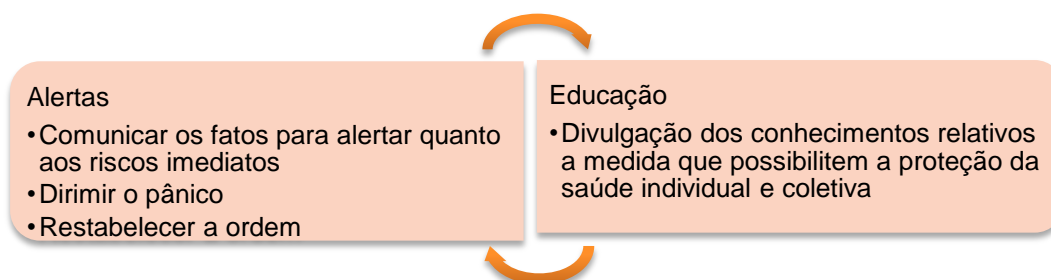 Alertas
•Comunicar os fatos para alertar quanto
aos riscos imediatos
•Dirimir o pânico
•Restabelecer a ordem
Educação
•Divulgação dos conhecimentos relativos
a medida que possibilitem a proteção da
saúde individual e coletiva